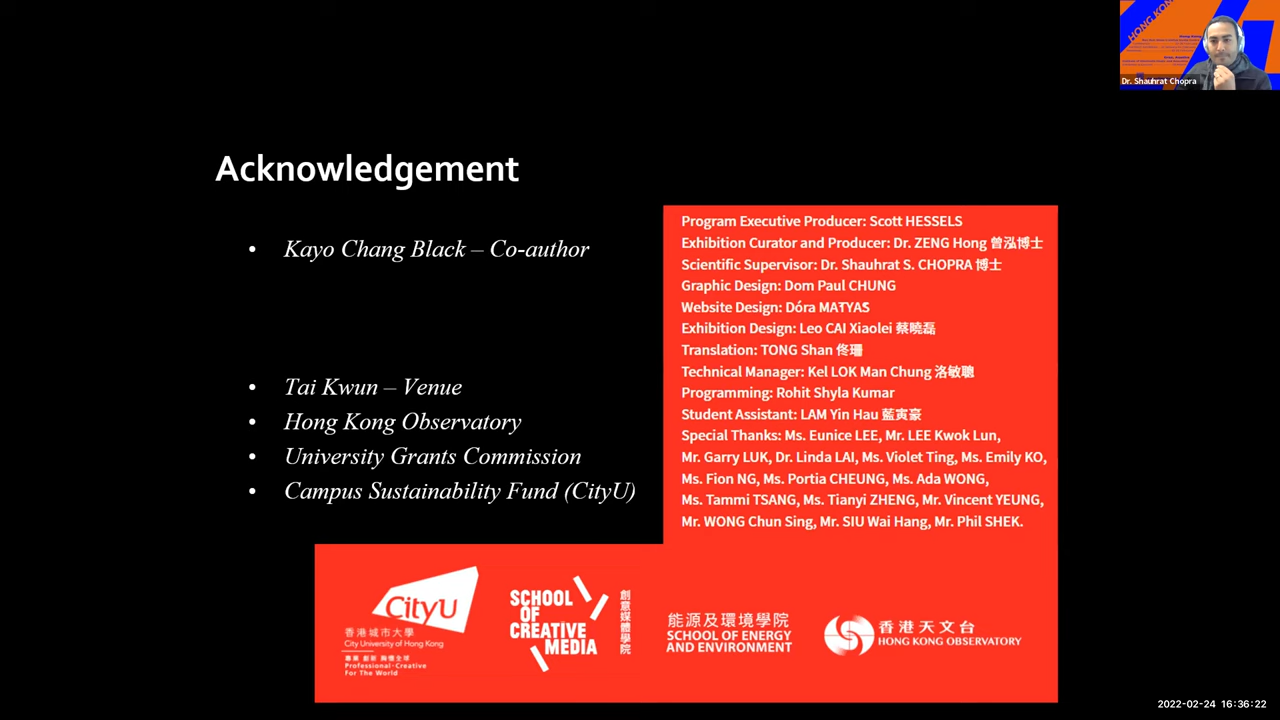 HONG KONG
Dr. Shauhrat Chopra
Acknowledgement
• Kayo Chang Black – Co-author
• Tai Kwun – Venue
• Hong Kong Observatory
• University Grants Commission
• Campus Sustainability Fund (CityU)
Program Executive Producer: Scott HESSELS
Exhibition Curator and Producer: Dr. ZENG Hong 曾泓博士
Scientific Supervisor: Dr. Shauhrat S. CHOPRA 博士
Graphic Design: Dom Paul CHUNG
Website Design: Dóra MATYAS
Exhibition Design: Leo CAI Xiaolei 蔡曉磊
Translation: TONG Shan 佟珊
Technical Manager: Kel LOK Man Chung 洛敏聰
Programming: Rohit Shyla Kumar
Student Assistant: LAM Yin Hau 藍寅豪
Special Thanks: Ms. Eunice LEE, Mr. LEE Kwok Lun,
Mr. Garry LUK, Dr. Linda LAI, Ms. Violet Ting, Ms. Emily KO,
Ms. Fion NG, Ms. Portia CHEUNG, Ms. Ada WONG,
Ms. Tammi TSANG, Ms. Tianyi ZHENG, Mr. Vincent YEUNG,
Mr. WONG Chun Sing, Mr. SIU Wai Hang, Mr. Phil SHEK.
CityU
香港城市大學
City University of Hong Kong
專業 創新 胸懷全球
Professional·Creative
For The World
SCHOOL
OF
CREATIVE
MEDIA
創意媒體學院
能源及環境學院
SCHOOL OF ENERGY
AND ENVIRONMENT
香港天文台
HONG KONG OBSERVATORY
2022-02-24 16:36:22